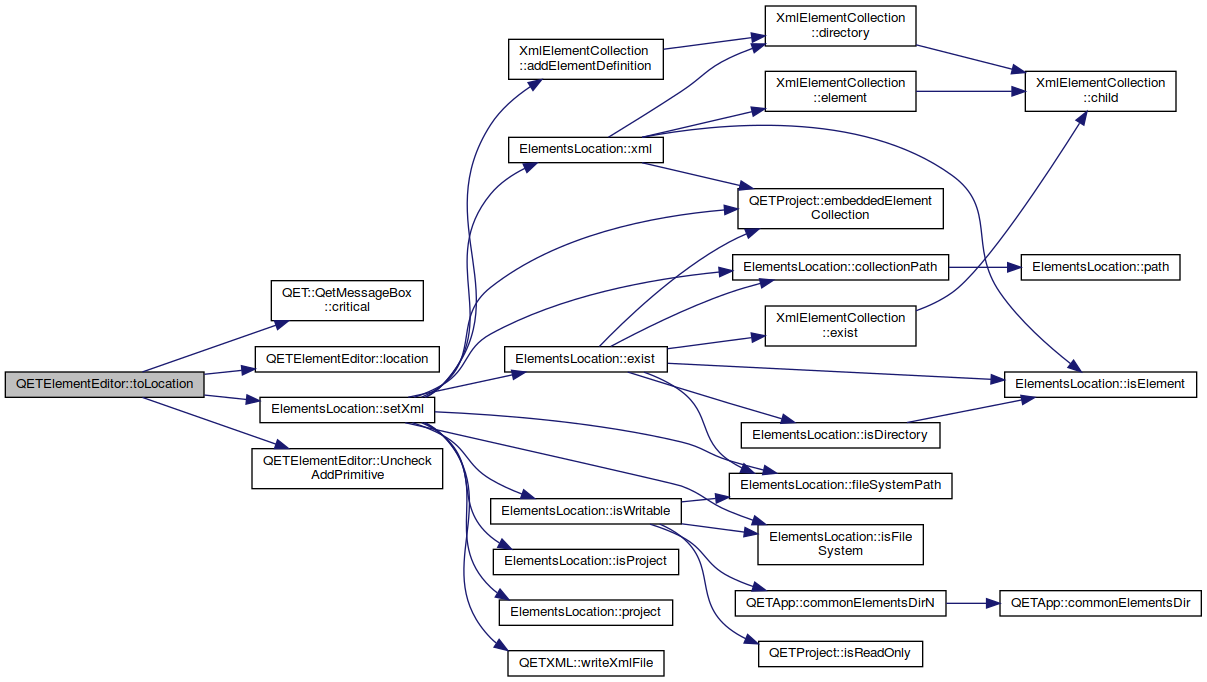 QETElementEditor::toLocation
QET::QetMessageBox
::critical
QETElementEditor::location
ElementsLocation::setXml
QETElementEditor::Uncheck
AddPrimitive
XmlElementCollection
::addElementDefinition
ElementsLocation::xml
ElementsLocation::exist
ElementsLocation::isWritable
ElementsLocation::isProject
ElementsLocation::project
QETXML::writeXmlFile
XmlElementCollection
::directory
XmlElementCollection
::element
QETProject::embeddedElement
Collection
ElementsLocation::collectionPath
XmlElementCollection
::exist
ElementsLocation::isDirectory
ElementsLocation::fileSystemPath
ElementsLocation::isFile
System
QETApp::commonElementsDirN
QETProject::isReadOnly
XmlElementCollection
::child
ElementsLocation::path
ElementsLocation::isElement
QETApp::commonElementsDir